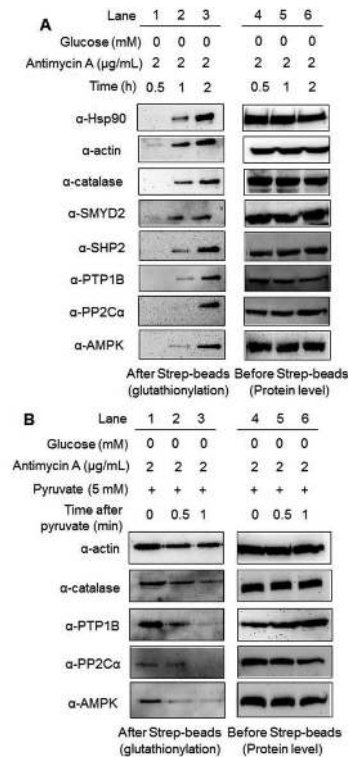 A
Lane 1 2 3 4 5 6
Glucose (mM) 0 0 0 0 0 0
Antimycin A (μg/mL) 2 2 2 2 2 2
Time (h) 0.5 1 2 0.5 1 2
α-Hsp90
α-actin
α-catalase
α-SMYD2
α-SHP2
α-PTP1B
α-PP2Cα
α-AMPK
After Strep-beads Before Strep-beads
(glutathionylation) (Protein level)
B
Lane 1 2 3 4 5 6
Glucose (mM) 0 0 0 0 0 0
Antimycin A (μg/mL) 2 2 2 2 2 2
Pyruvate (5 mM) + + + + + +
Time after
pyruvate (min) 0 0.5 1 0 0.5 1
α-actin
α-catalase
α-PTP1B
α-PP2Cα
α-AMPK
After Strep-beads Before Strep-beads
(glutathionylation) (Protein level)